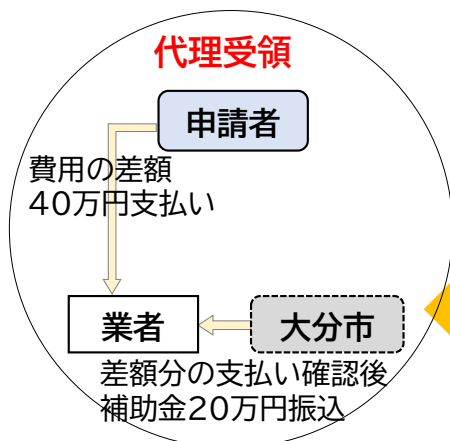 代理受領
申請者
費用の差額
40万円支払い
業者
大分市
差額分の支払い確認後
補助金20万円振込